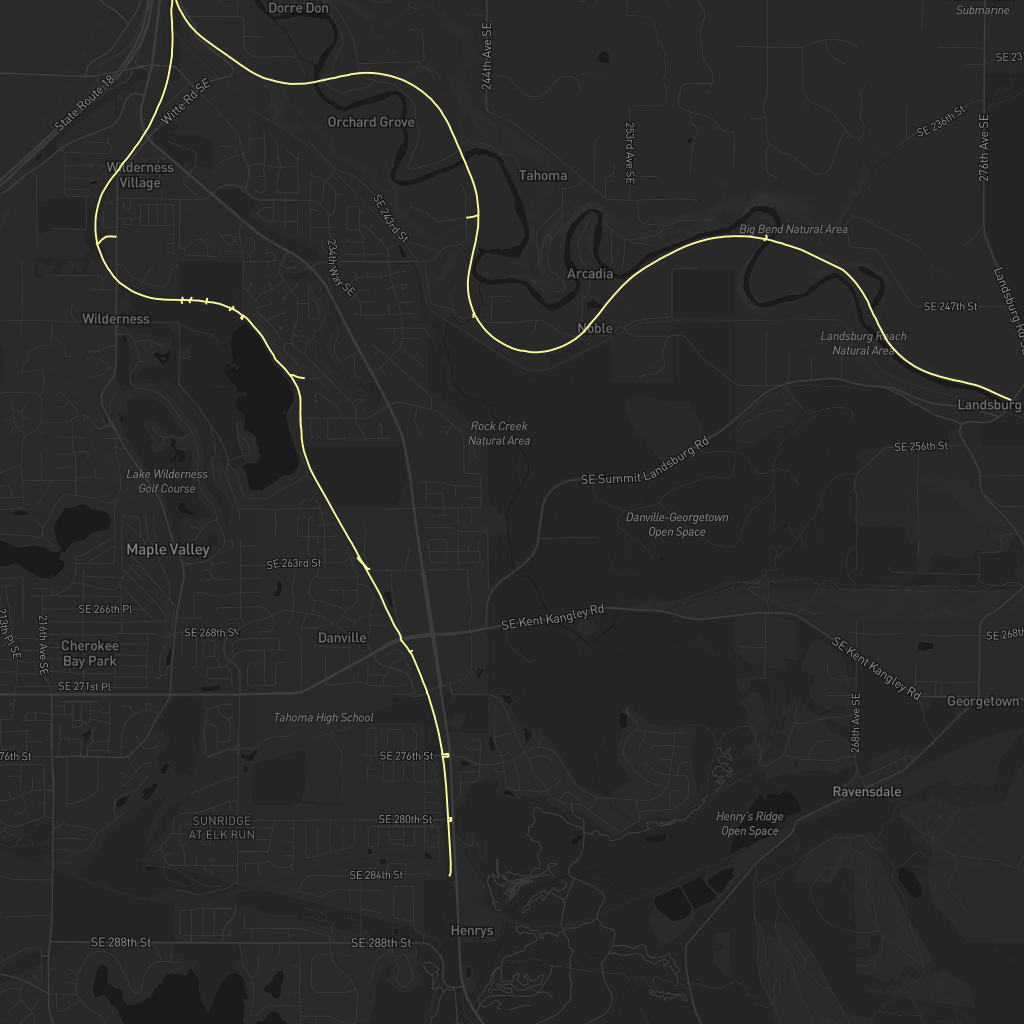 Dorre Don
Submarine
244th Ave SE
SE 23
State Route 18
Witte Rd SE
Orchard Grove
253rd Ave SE
SE 236th St
276th Ave SE
Wilderness
Village
Tahoma
SE 243rd St
Big Bend Natural Area
234th Way SE
Arcadia
Landsburg Rd S
SE 247th St
Wilderness
Noble
Landsburg Reach
Natural Area
Landsburg
Rock Creek
Natural Area
SE 256th St
Lake Wilderness
Golf Course
SE Summit Landsburg Rd
Danville-Georgetown
Open Space
Maple Valley
SE 263rd St
213th Pl SE
216th Ave SE
SE 266th Pl
SE Kent Kangley Rd
SE 268th St
Danville
SE 268th
Cherokee
Bay Park
SE Kent Kangley Rd
SE 271st Pl
Georgetown
Tahoma High School
268th Ave SE
76th St
SE 276th St
Ravensdale
SUNRIDGE
AT ELK RUN
SE 280th St
Henry's Ridge
Open Space
SE 284th St
Henrys
SE 288th St
SE 288th St